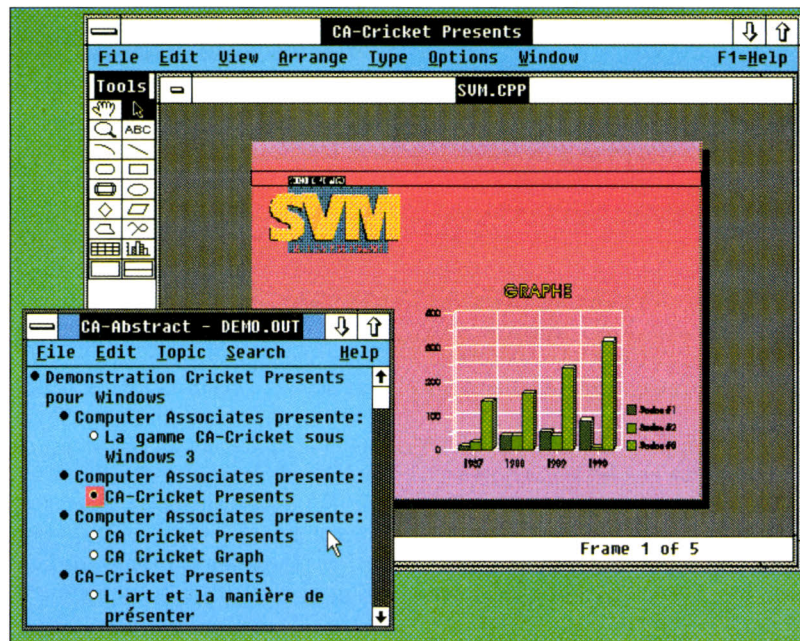 CA-Cricket Presents
File Edit View Arrange Type Options Window F1=Help
Tools
SVM.CPP
ABC
SVM
GRAPHE
100
0
1987 1988 1989 1990
CA-Abstract - DEMO.OUT
File Edit Topic Search Help
Demonstration Cricket Presents
pour Windows
Computer Associates presente:
La gamme CA-Cricket sous
Windows 3
Computer Associates presente:
CA-Cricket Presents
Computer Associates presente:
CA Cricket Presents
CA Cricket Graph
CA-Cricket Presents
L'art et la manière de
présenter
Frame 1 of 5